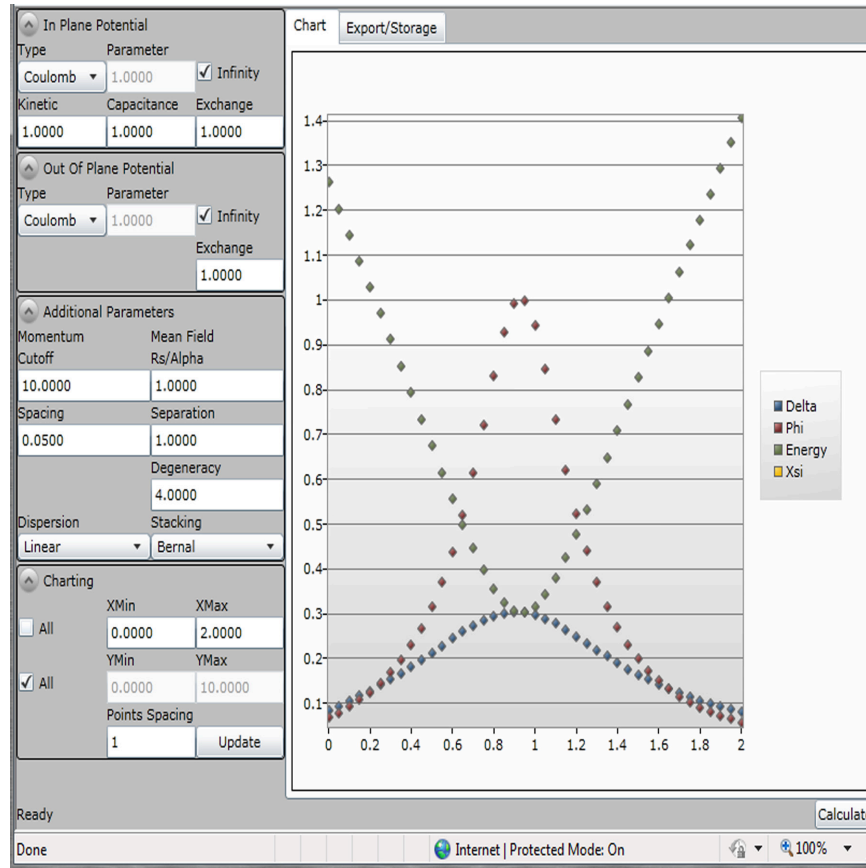 In Plane Potential
Type Parameter
Coulomb 1.0000 Infinity
Kinetic Capacitance Exchange
1.0000 1.0000 1.0000
Out Of Plane Potential
Type Parameter
Coulomb 1.0000 Infinity
Exchange
1.0000
Additional Parameters
Momentum Mean Field
Cutoff Rs/Alpha
10.0000 1.0000
Spacing Separation
0.0500 1.0000
Degeneracy
4.0000
Dispersion Stacking
Linear Bernal
Charting
XMin XMax
All 0.0000 2.0000
YMin YMax
All 0.0000 10.0000
Points Spacing
1 Update
Chart Export/Storage
1.4
1.3
1.2
1.1
1
0.9
0.8
0.7
0.6
0.5
0.4
0.3
0.2
0.1
0 0.2 0.4 0.6 0.8 1 1.2 1.4 1.6 1.8 2
Delta
Phi
Energy
Xsi
Ready Calculat
Done Internet | Protected Mode: On 100%